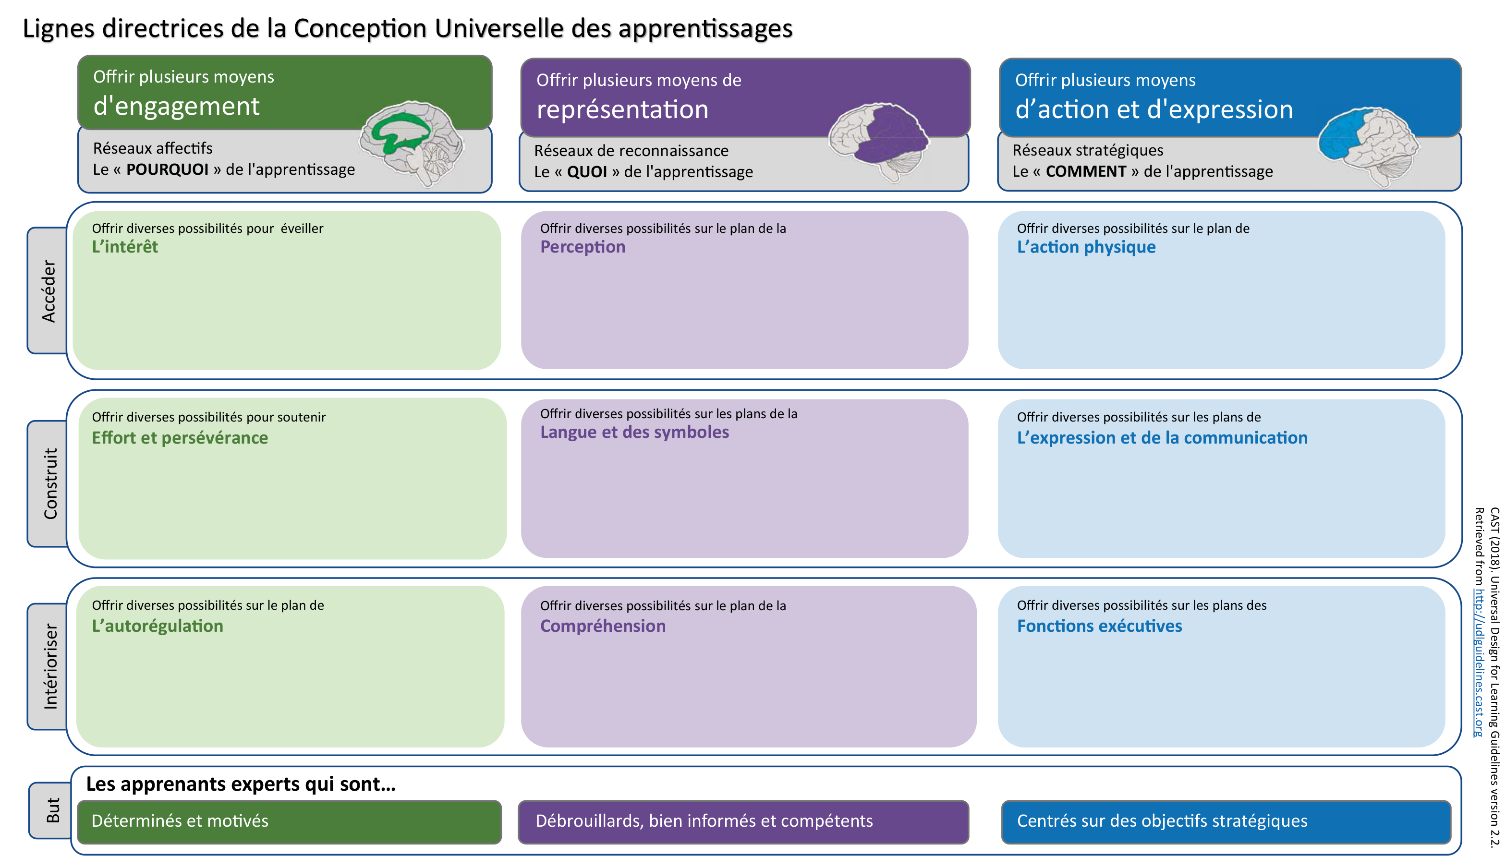 Lignes directrices de la Conception Universelle des apprentissages
Offrir plusieurs moyens
d'engagement
Réseaux affectifs
Le « POURQUOI » de l'apprentissage
Offrir plusieurs moyens de
représentation
Réseaux de reconnaissance
Le « QUOI » de l'apprentissage
Offrir plusieurs moyens
d’action et d'expression
Réseaux stratégiques
Le « COMMENT » de l'apprentissage
Accéder
Offrir diverses possibilités pour éveiller
L’intérêt
Offrir diverses possibilités sur le plan de la
Perception
Offrir diverses possibilités sur le plan de
L’action physique
Construit
Offrir diverses possibilités pour soutenir
Effort et persévérance
Offrir diverses possibilités sur les plans de la
Langue et des symboles
Offrir diverses possibilités sur les plans de
L’expression et de la communication
Intérioriser
Offrir diverses possibilités sur le plan de
L’autorégulation
Offrir diverses possibilités sur le plan de la
Compréhension
Offrir diverses possibilités sur les plans des
Fonctions exécutives
But
Les apprenants experts qui sont…
Déterminés et motivés
Débrouillards, bien informés et compétents
Centrés sur des objectifs stratégiques
CAST (2018). Universal Design for Learning Guidelines version 2.2.
Retrieved from http://udlguidelines.cast.org